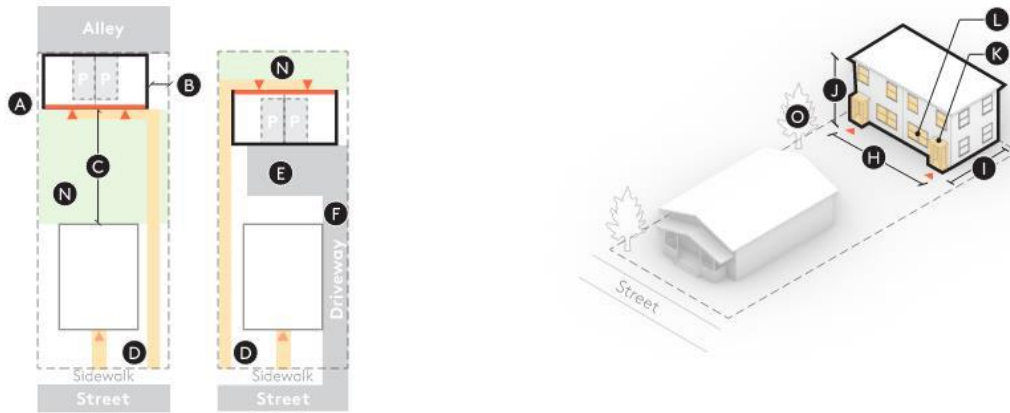 Alley
P P
A
B
C
N
D
Sidewalk
Street
N
P P
E
F
Driveway
D
Sidewalk
Street
L
K
J
O
H
I
Street